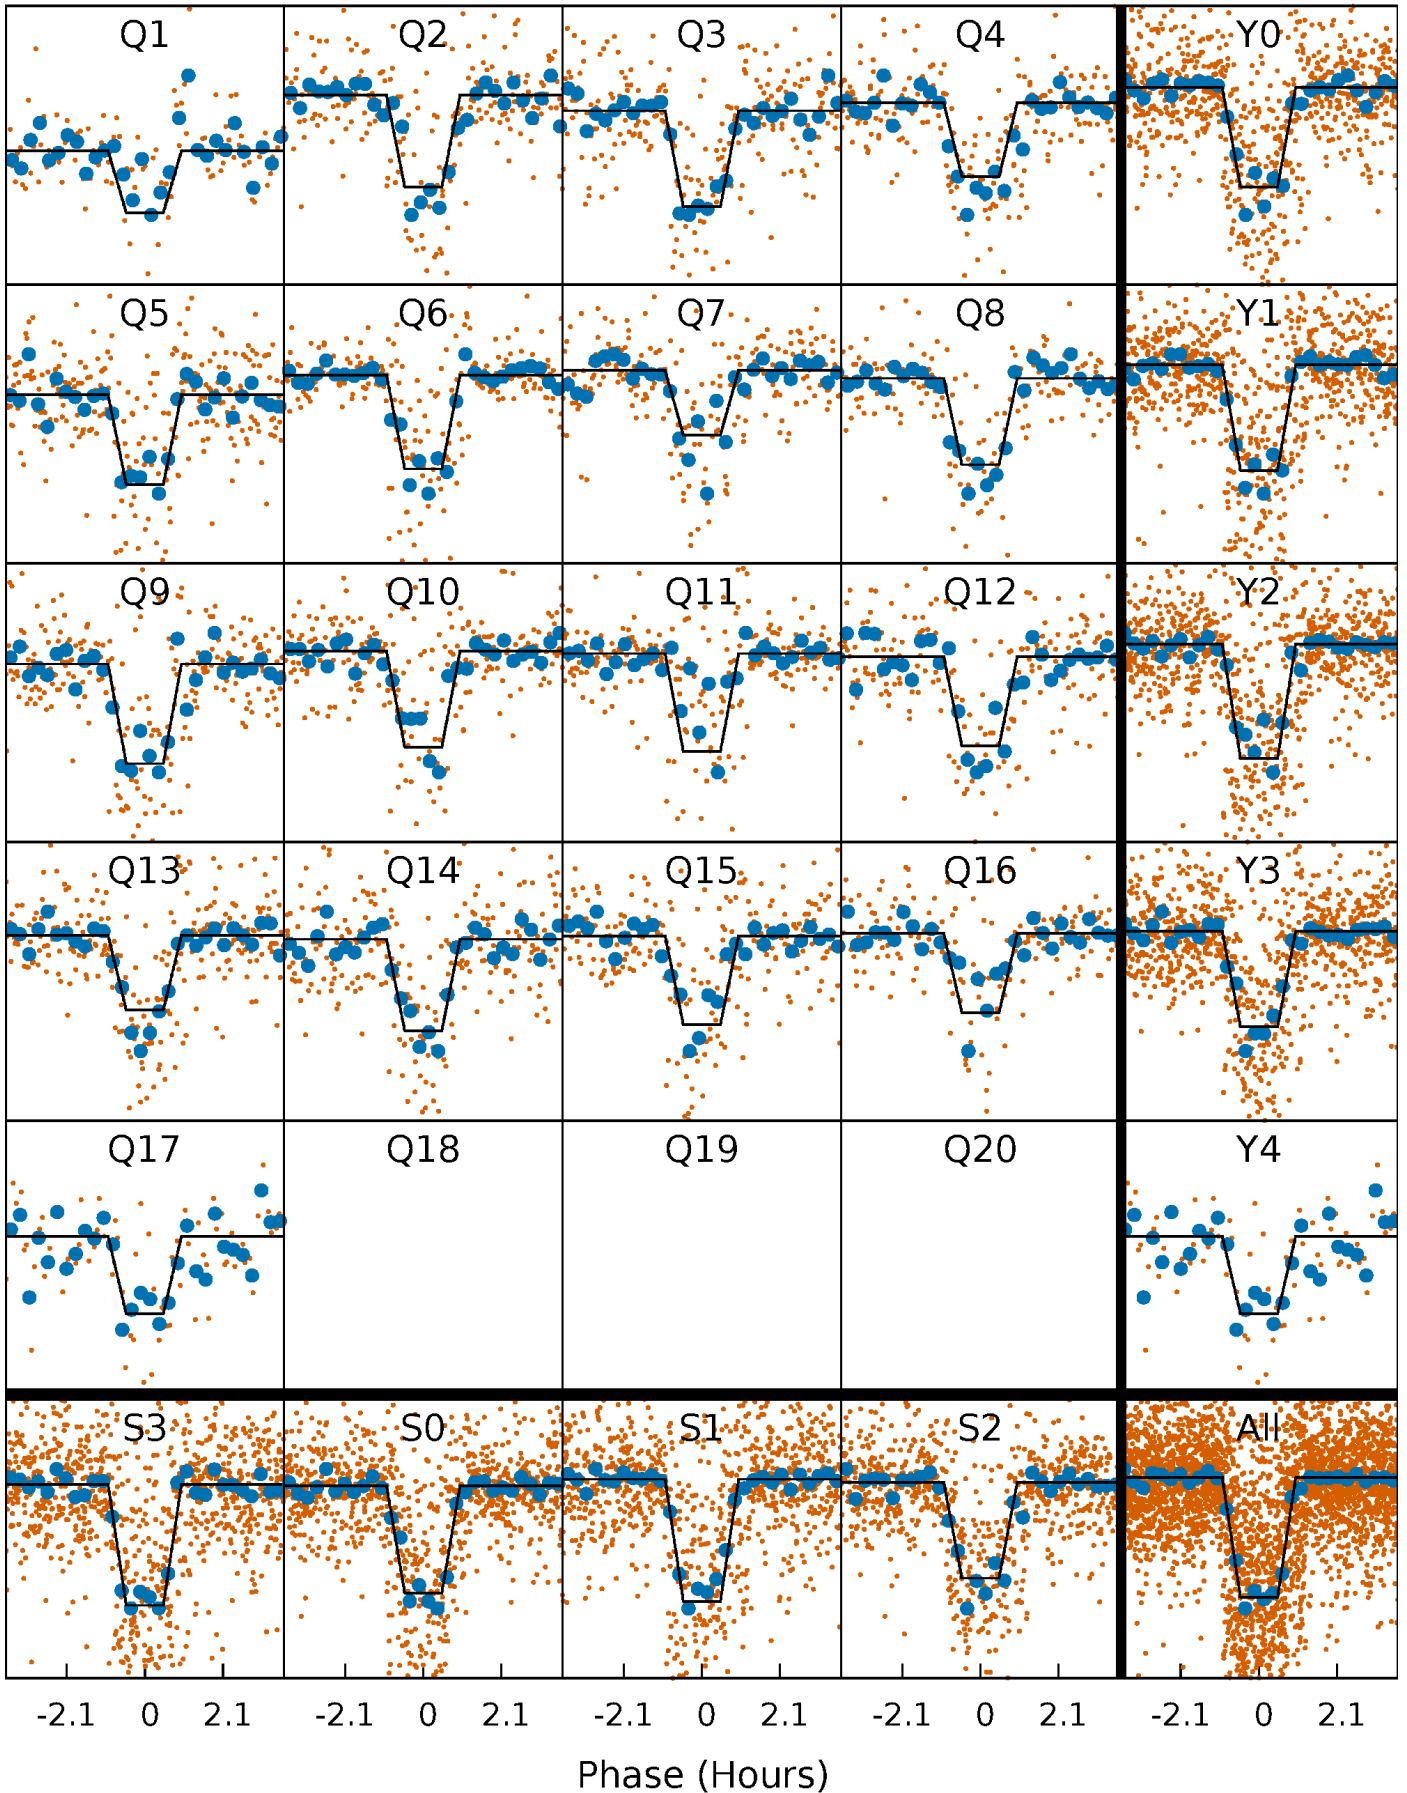 Q1 Q2 Q3 Q4 Y0
Q5 Q6 Q7 Q8 Y1
Q9 Q10 Q11 Q12 Y2
Q13 Q14 Q15 Q16 Y3
Q17 Q18 Q19 Q20 Y4
S3 S0 S1 S2 All
-2.1 0 2.1 -2.1 0 2.1 -2.1 0 2.1 -2.1 0 2.1 -2.1 0 2.1
Phase (Hours)